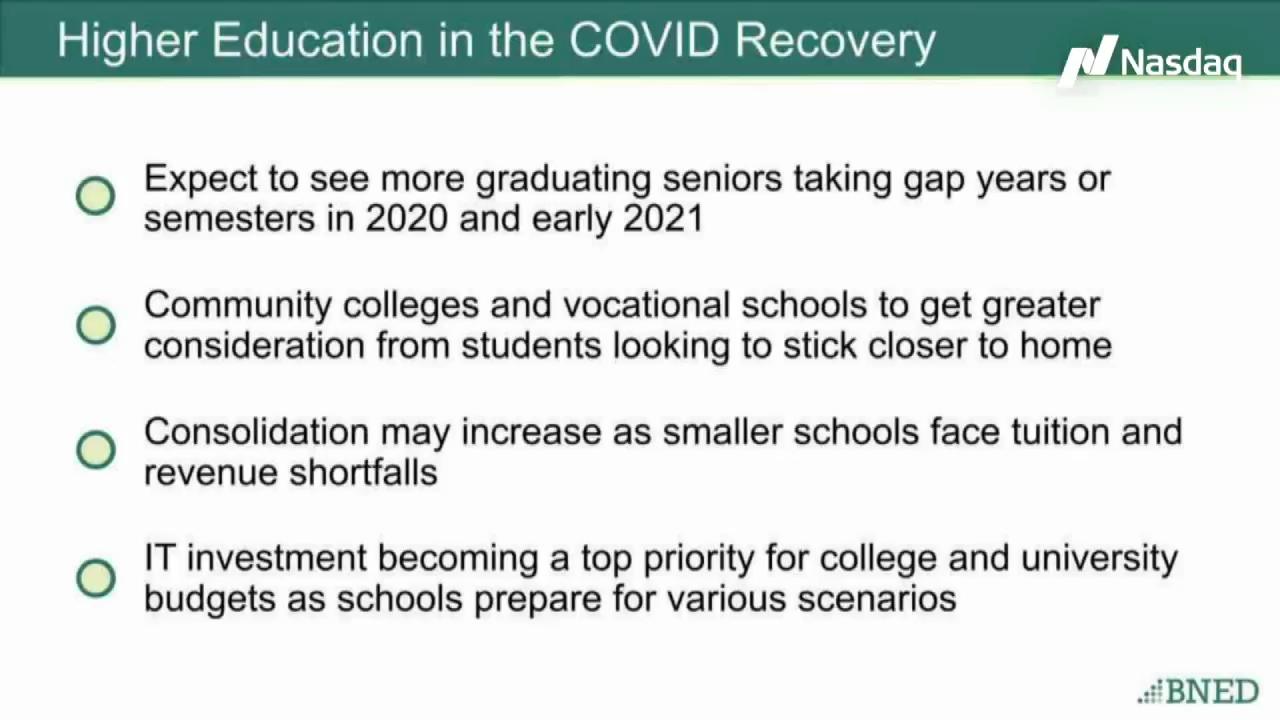 Higher Education in the COVID Recovery
Nasdaq
Expect to see more graduating seniors taking gap years or
semesters in 2020 and early 2021
Community colleges and vocational schools to get greater
consideration from students looking to stick closer to home
Consolidation may increase as smaller schools face tuition and
revenue shortfalls
IT investment becoming a top priority for college and university
budgets as schools prepare for various scenarios
BNED